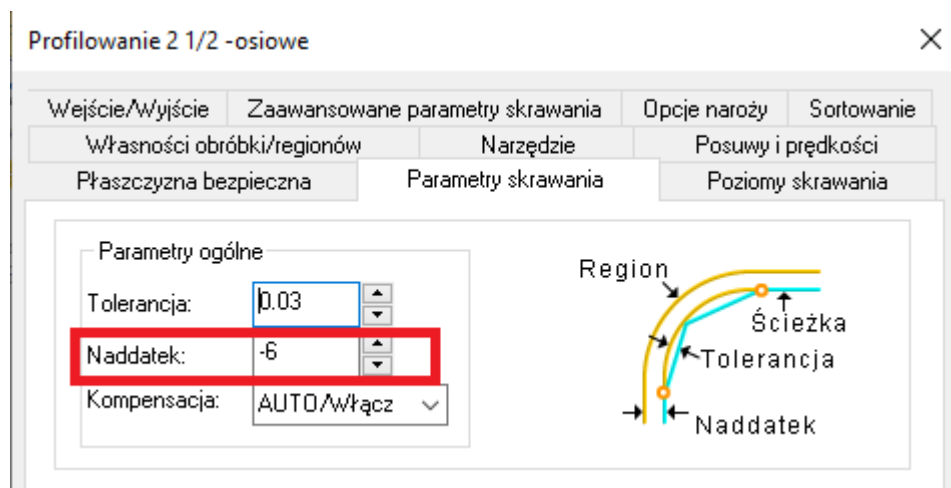 Profilowanie 2 1/2 -osiowe
Wejście/Wyjście Zaawansowane parametry skrawania Opcje naroży Sortowanie
Własności obróbki/regionów Narzędzie Posuwy i prędkości
Płaszczyzna bezpieczna Parametry skrawania Poziomy skrawania
Parametry ogólne
Tolerancja: 0.03
Naddatek: -6
Kompensacja: AUTO/Włącz
Region
Ścieżka
Tolerancja
Naddatek